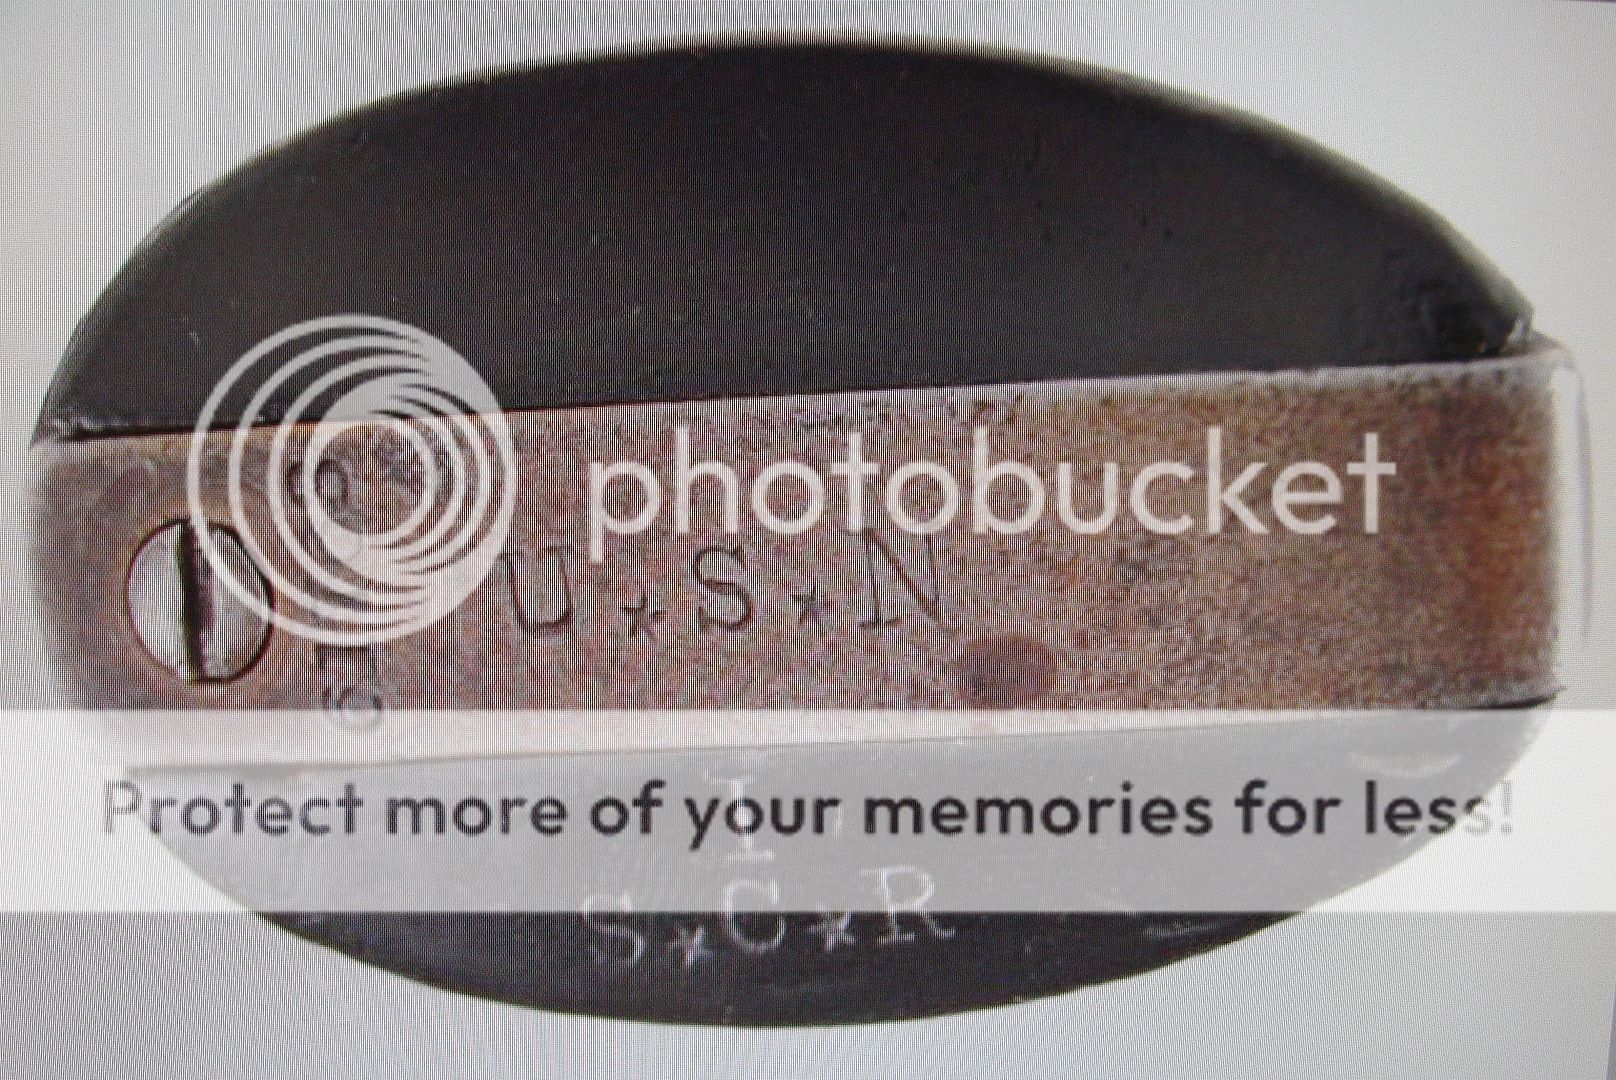 photobucket
U★S★N
Protect more of your memories for less!
I
S★C★R